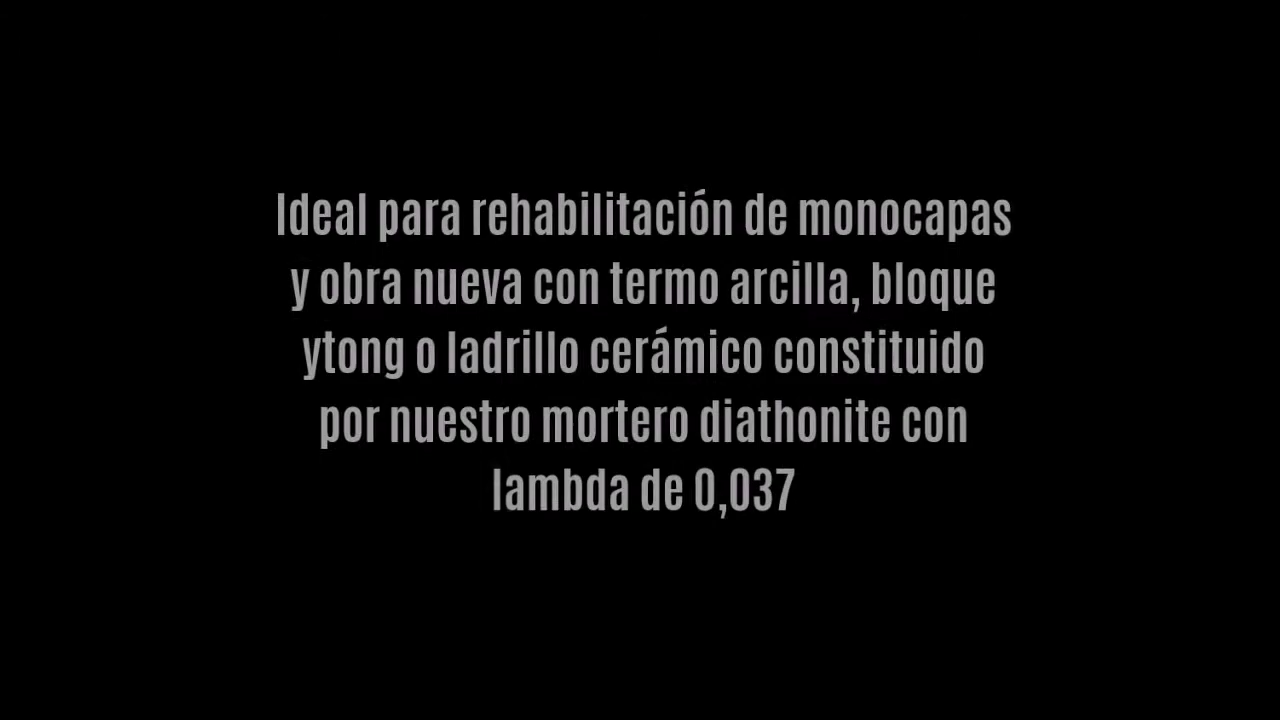 Ideal para rehabilitación de monocapas
y obra nueva con termo arcilla, bloque
ytong o ladrillo cerámico constituido
por nuestro mortero diathonite con
lambda de 0,037